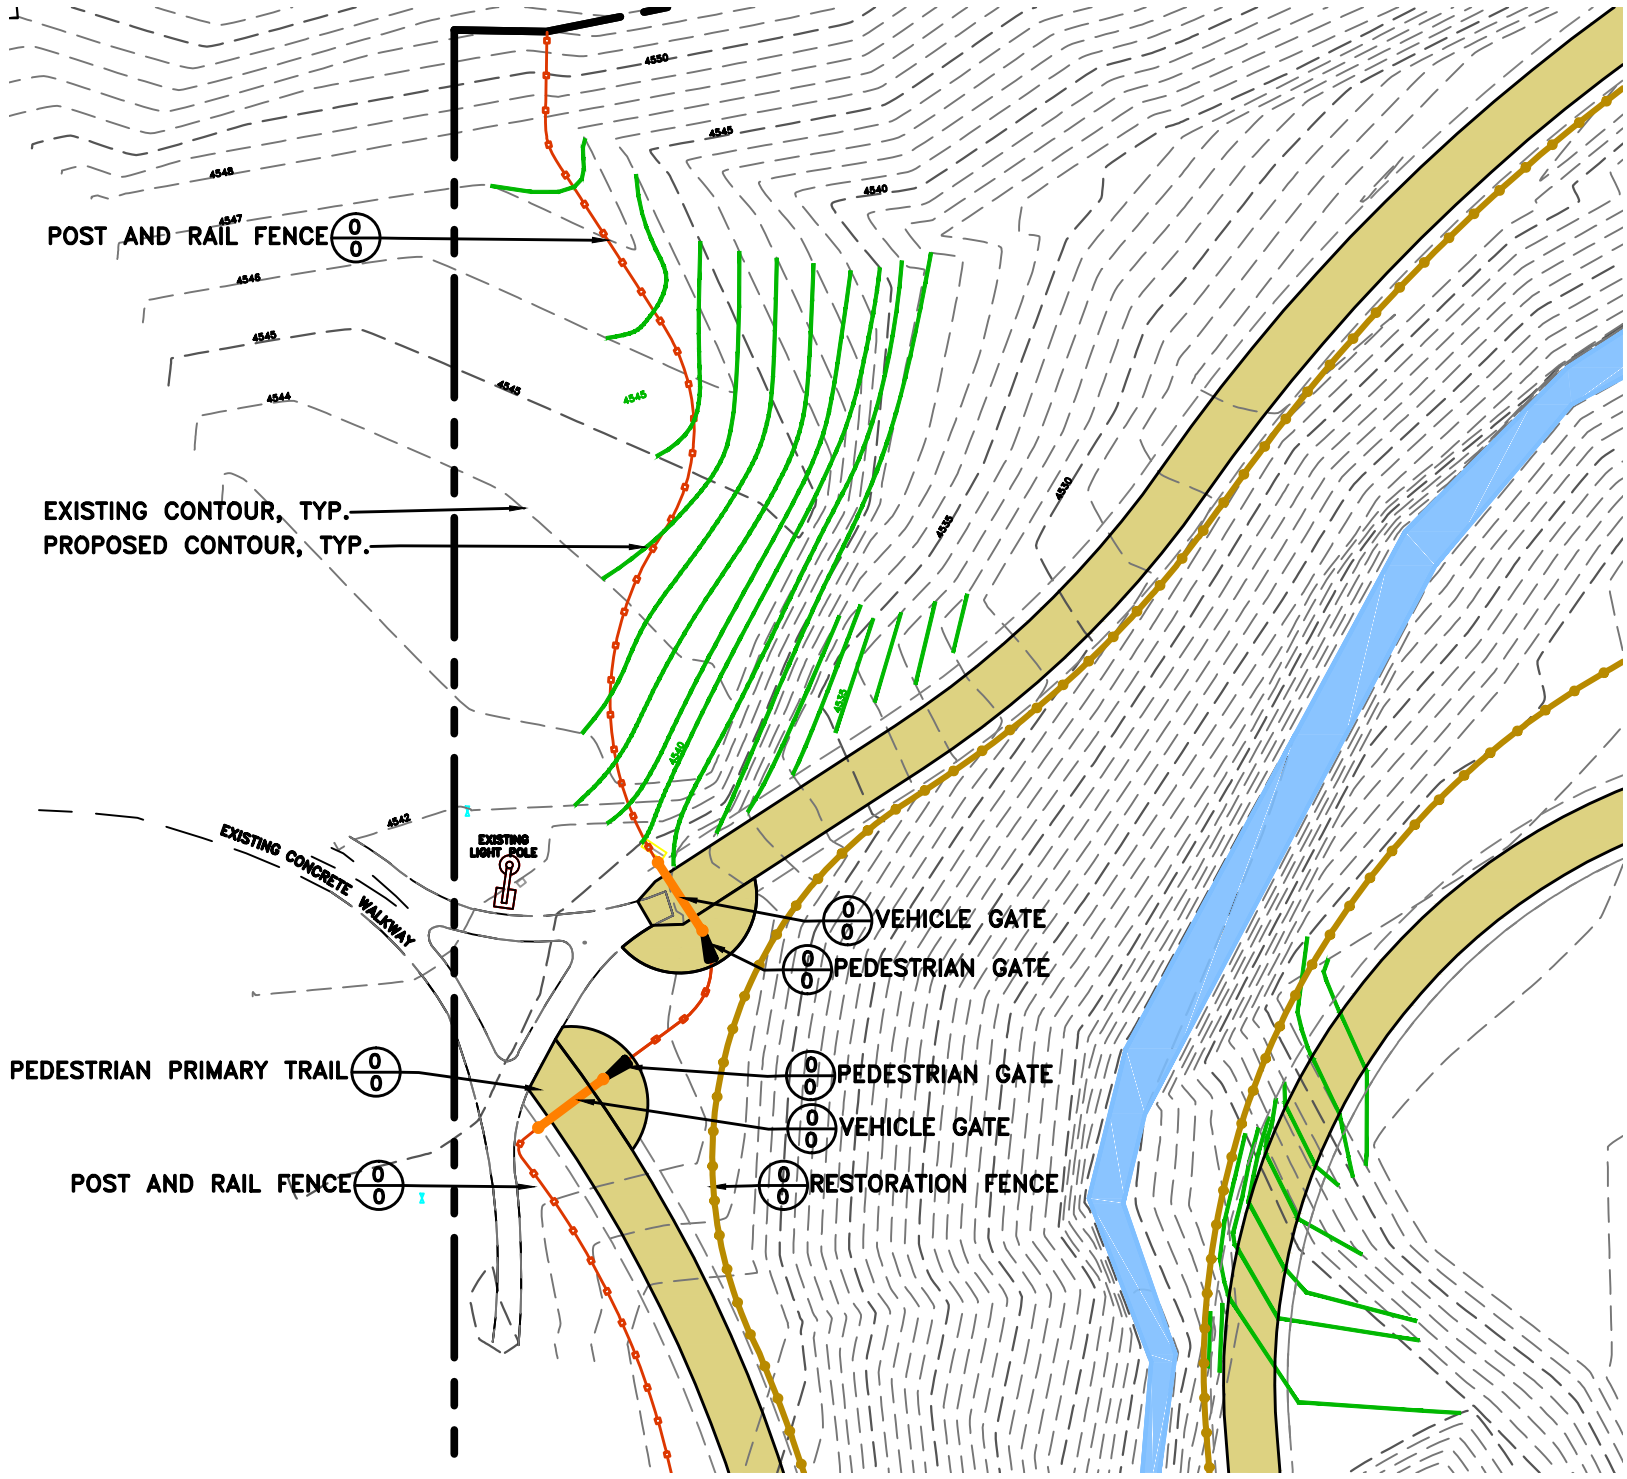 4550
4545
4548
4540
4547
POST AND RAIL FENCE
0
0
4546
4545
4545
4544
4545
4530
EXISTING CONTOUR, TYP.
4535
PROPOSED CONTOUR, TYP.
4535
4540
4542
EXISTING CONCRETE WALKWAY
EXISTING
LIGHT POLE
0
0
VEHICLE GATE
0
0
PEDESTRIAN GATE
PEDESTRIAN PRIMARY TRAIL
0
0
0
0
PEDESTRIAN GATE
0
0
VEHICLE GATE
POST AND RAIL FENCE
0
0
0
0
RESTORATION FENCE